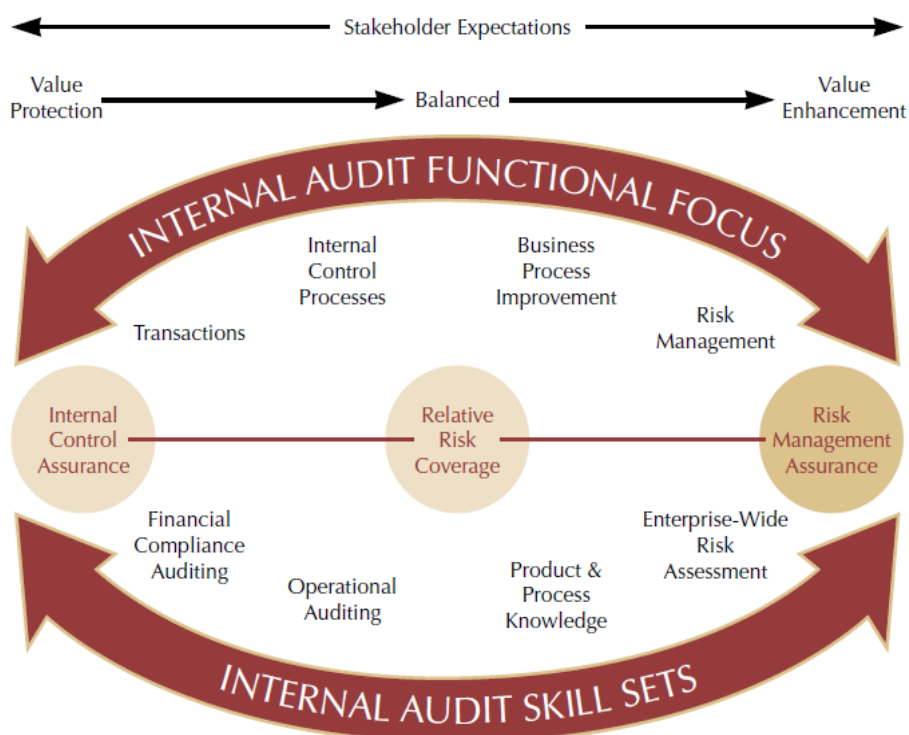 Stakeholder Expectations
Value
Protection
Balanced
Value
Enhancement
INTERNAL AUDIT FUNCTIONAL FOCUS
Internal
Control
Processes
Business
Process
Improvement
Transactions
Risk
Management
Internal
Control
Assurance
Relative
Risk
Coverage
Risk
Management
Assurance
Financial
Compliance
Auditing
Operational
Auditing
Product &
Process
Knowledge
Enterprise-Wide
Risk
Assessment
INTERNAL AUDIT SKILL SETS